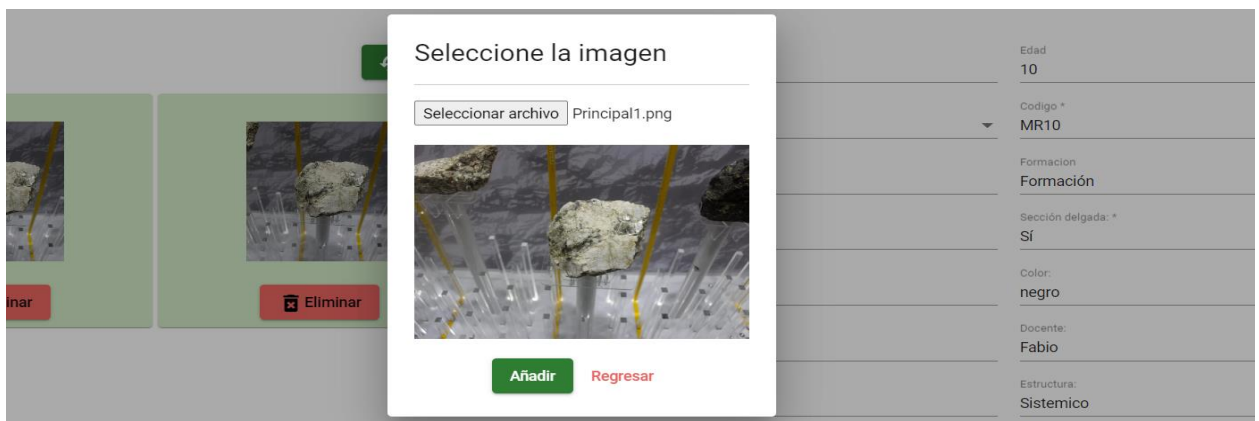 Seleccione la imagen
Seleccionar archivo Principal1.png
Añadir
Regresar
inar
Eliminar
Edad
10
Codigo *
MR10
Formacion
Formación
Sección delgada: *
Sí
Color:
negro
Docente:
Fabio
Estructura:
Sistemico